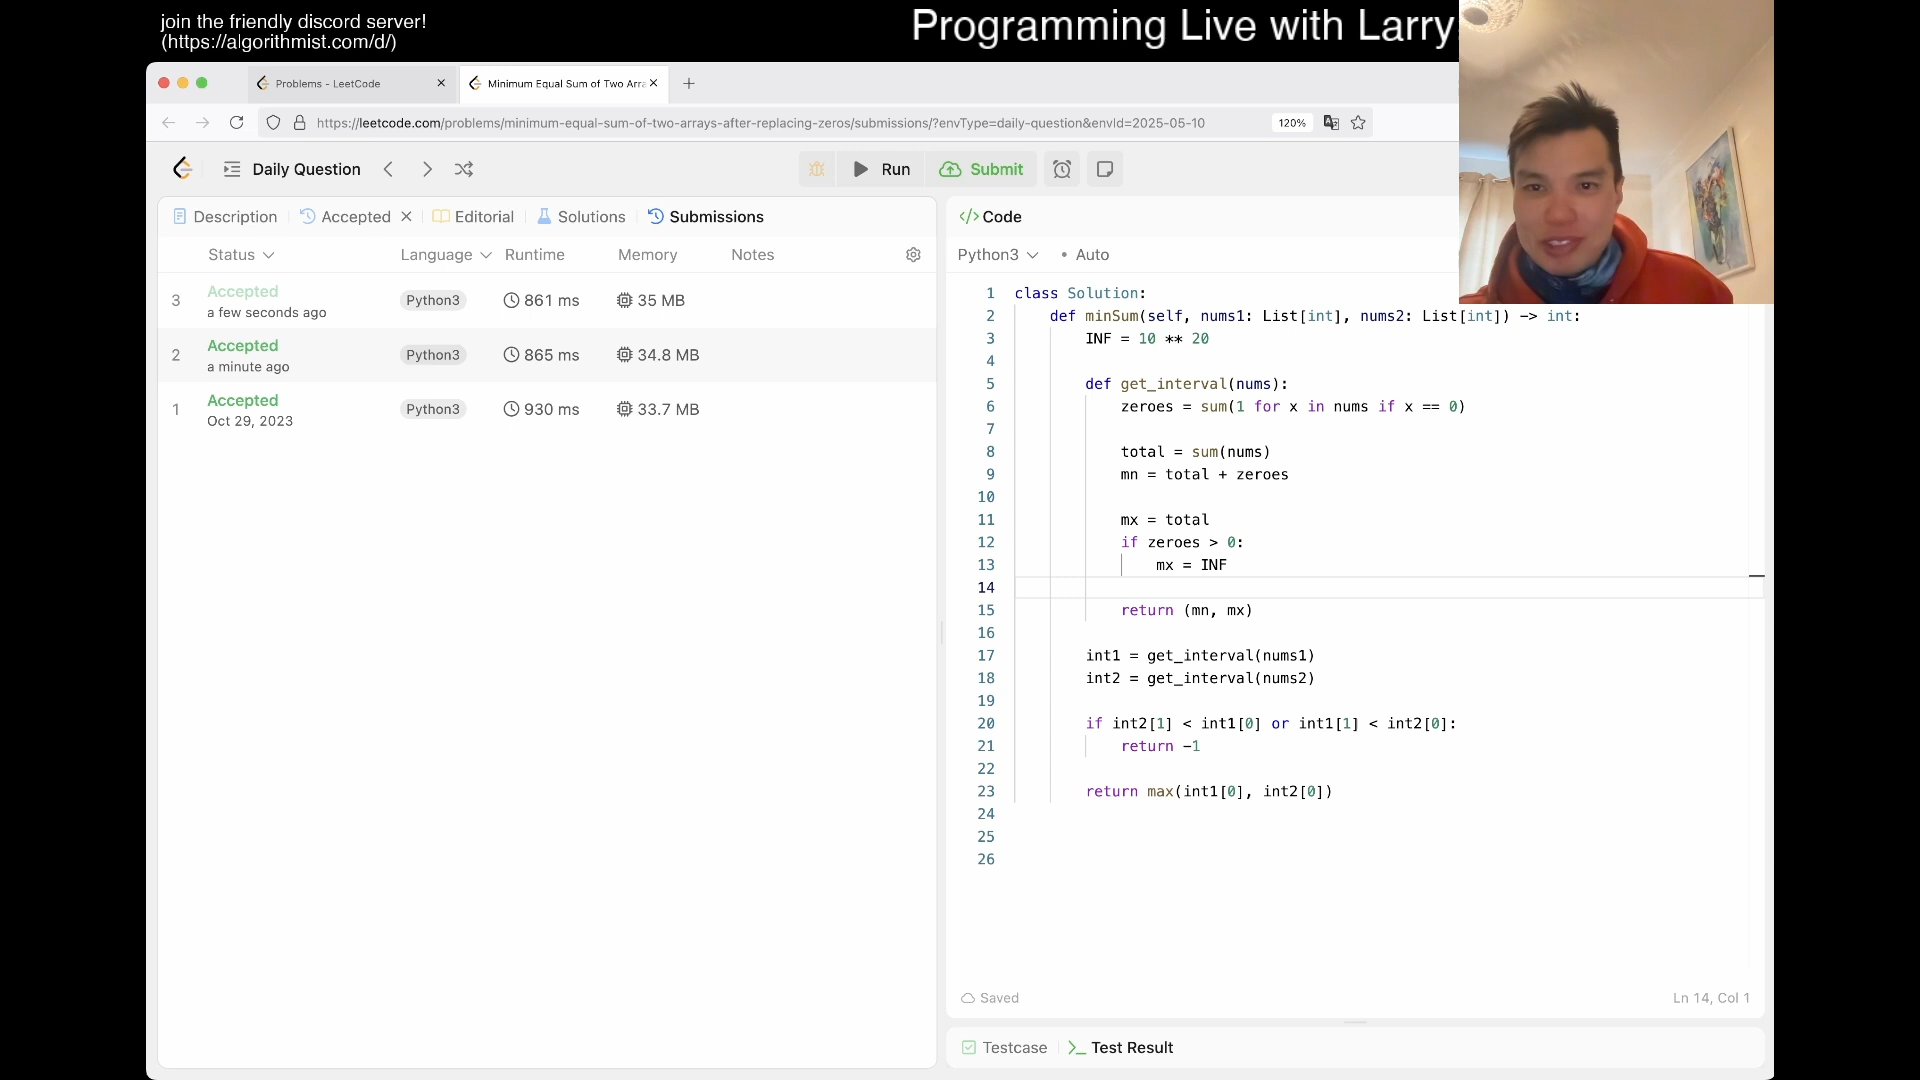 join the friendly discord server!
(https://algorithmist.com/d/)
Programming Live with Larry
Problems - LeetCode
Minimum Equal Sum of Two Arra
https://leetcode.com/problems/minimum-equal-sum-of-two-arrays-after-replacing-zeros/submissions/?envType=daily-question&envId=2025-05-10
120%
Daily Question
Run
Submit
Description
Accepted
Editorial
Solutions
Submissions
Status Language Runtime Memory Notes
3 Accepted Python3 861 ms 35 MB
a few seconds ago
2 Accepted Python3 865 ms 34.8 MB
a minute ago
1 Accepted Python3 930 ms 33.7 MB
Oct 29, 2023
</> Code
Python3 • Auto
1 class Solution:
2     def minSum(self, nums1: List[int], nums2: List[int]) -> int:
3         INF = 10 ** 20
4
5         def get_interval(nums):
6             zeroes = sum(1 for x in nums if x == 0)
7
8             total = sum(nums)
9             mn = total + zeroes
10
11             mx = total
12             if zeroes > 0:
13                 mx = INF
14
15             return (mn, mx)
16
17         int1 = get_interval(nums1)
18         int2 = get_interval(nums2)
19
20         if int2[1] < int1[0] or int1[1] < int2[0]:
21             return -1
22
23         return max(int1[0], int2[0])
24
25
26
Saved
Ln 14, Col 1
Testcase
Test Result